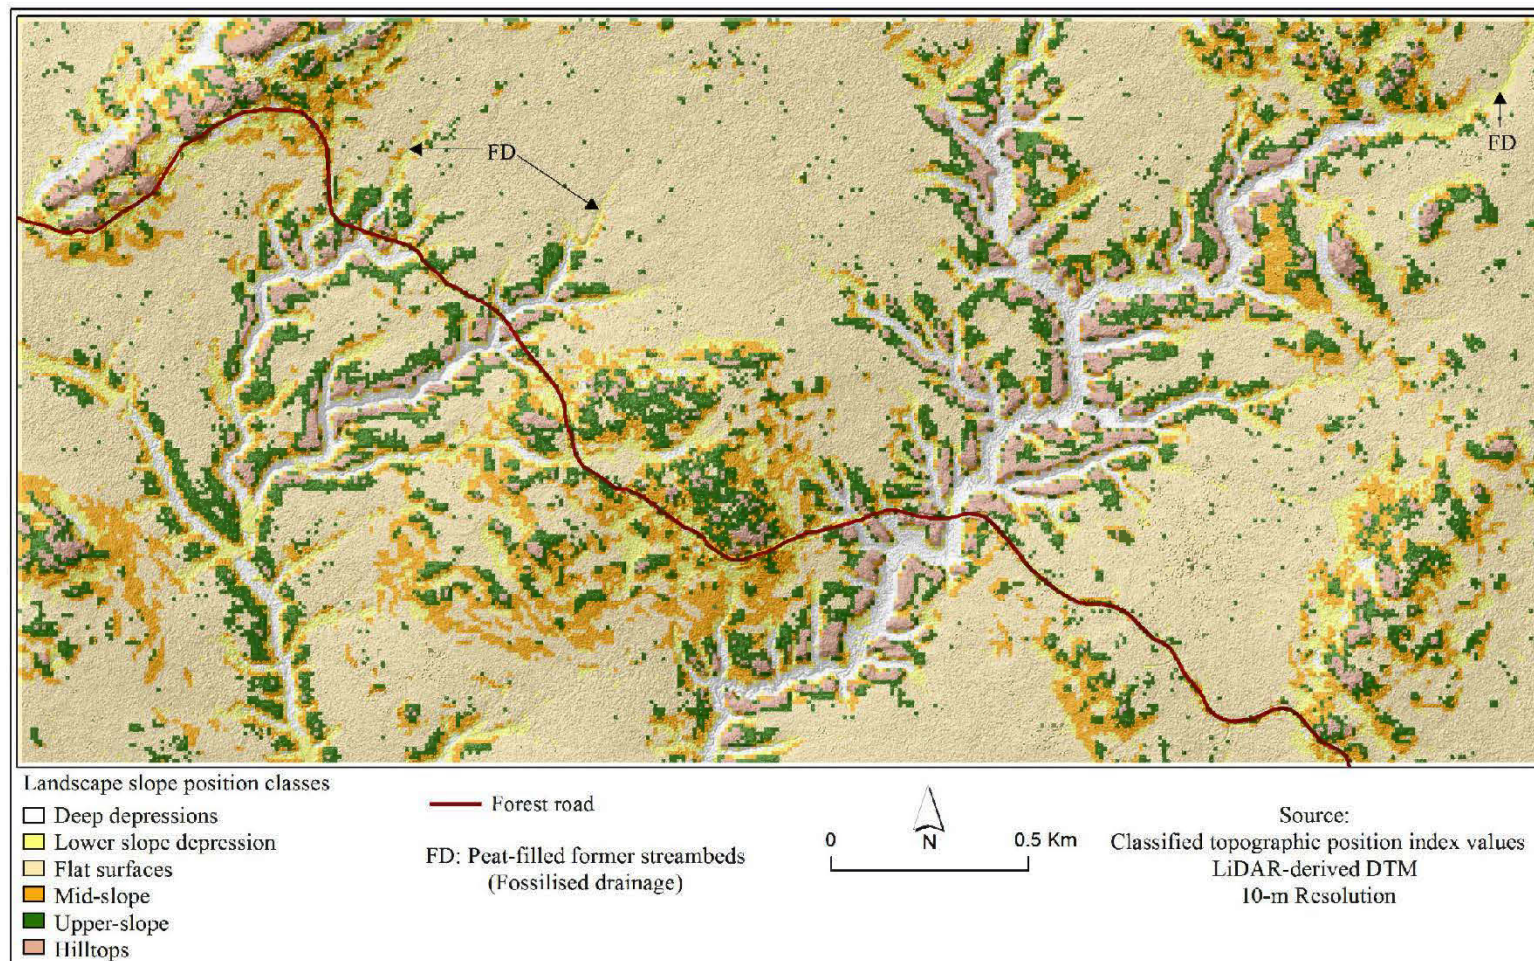 FD
FD
Landscape slope position classes
Deep depressions
Lower slope depression
Flat surfaces
Mid-slope
Upper-slope
Hilltops
Forest road
FD: Peat-filled former streambeds
(Fossilised drainage)
N
0 0.5 Km
Source:
Classified topographic position index values
LiDAR-derived DTM
10-m Resolution